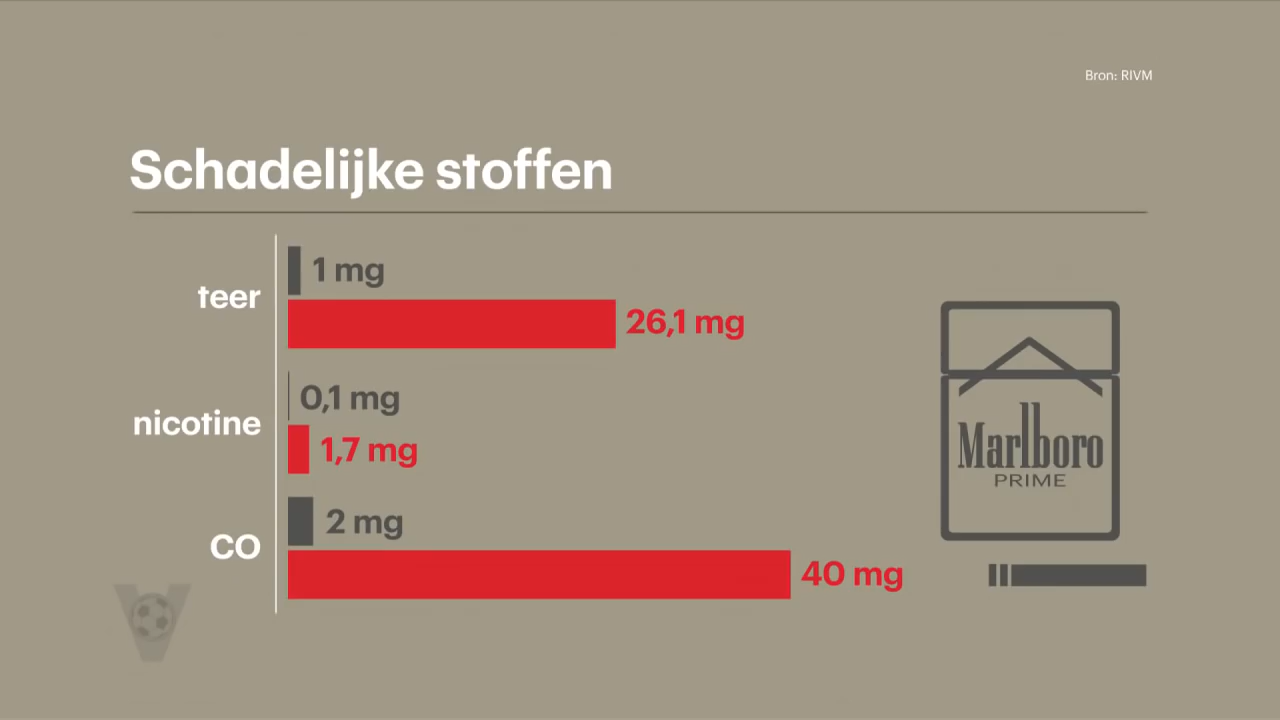 Bron: RIVM
Schadelijke stoffen
teer
1 mg
26,1 mg
nicotine
0,1 mg
1,7 mg
CO
2 mg
40 mg
Marlboro
PRIME
V